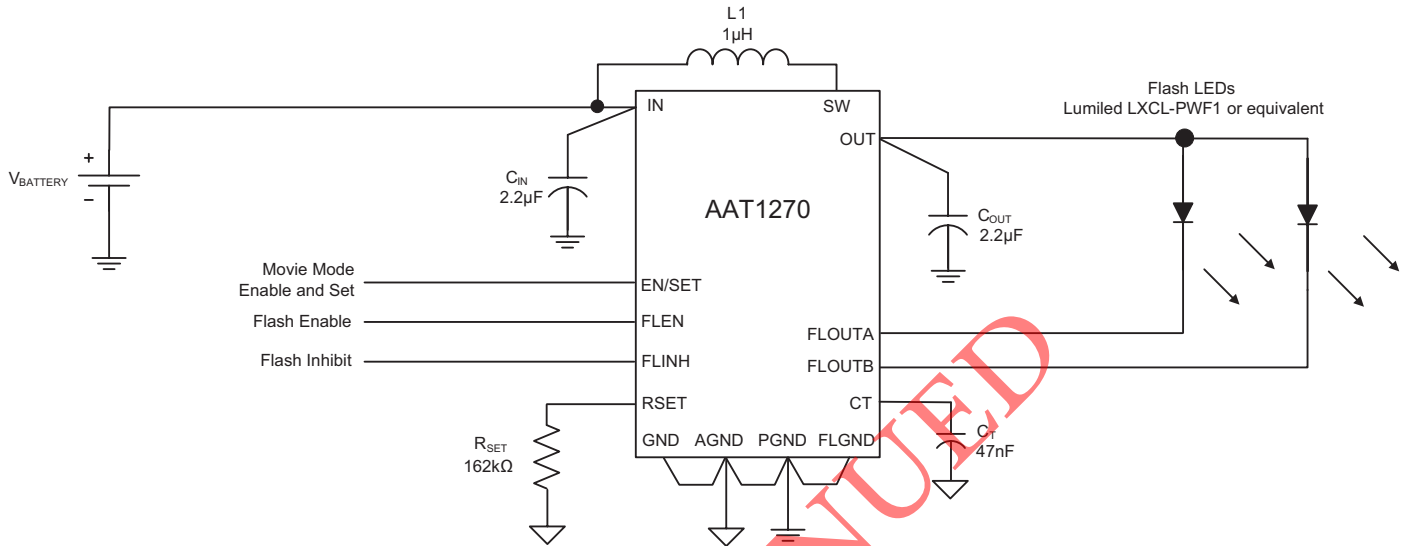 L1
1µH
IN
SW
OUT
Flash LEDs
Lumiled LXCL-PWF1 or equivalent
+
VBATTERY
−
CIN
2.2µF
AAT1270
COUT
2.2µF
Movie Mode
Enable and Set
EN/SET
Flash Enable
FLEN
FLOUTA
Flash Inhibit
FLINH
FLOUTB
RSET
CT
RSET
162kΩ
GND AGND PGND FLGND
CT
47nF
NUED